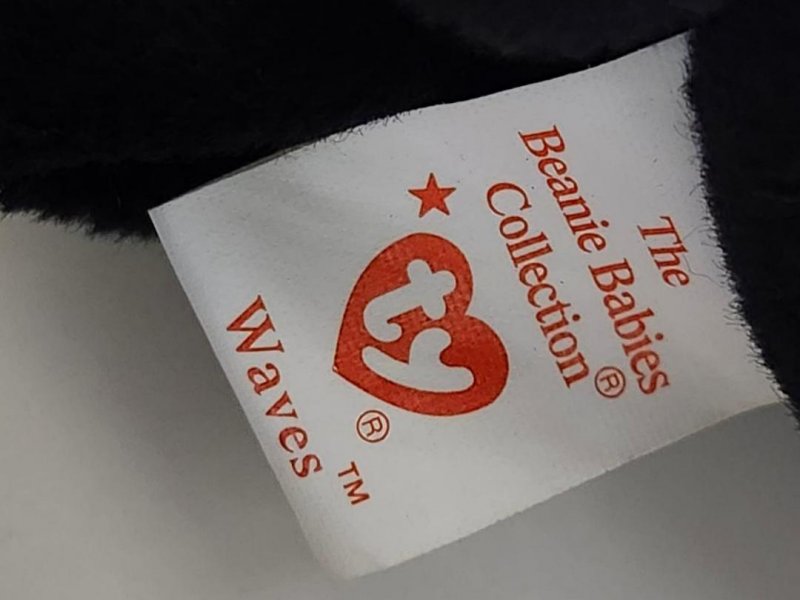 The
Beanie Babies
Collection®
ty®
Waves™